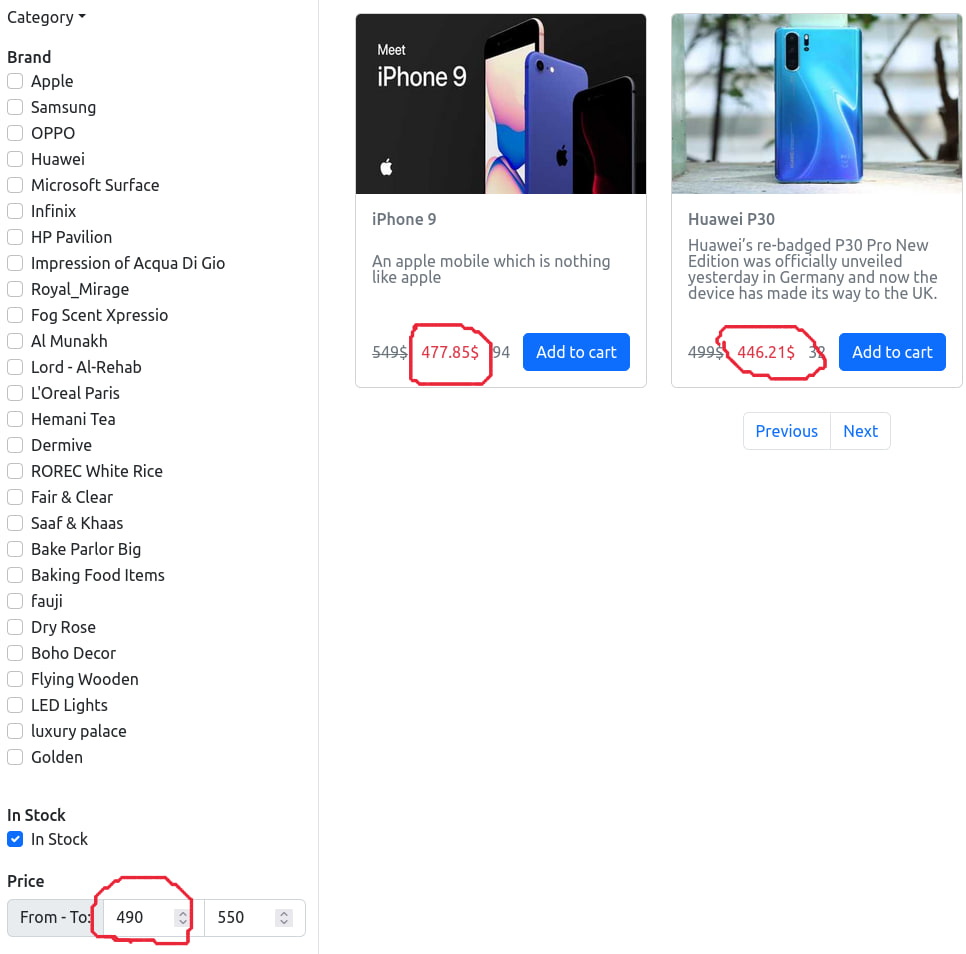 Category
Brand
Apple
Samsung
OPPO
Huawei
Microsoft Surface
Infinix
HP Pavilion
Impression of Acqua Di Gio
Royal_Mirage
Fog Scent Xpressio
Al Munakh
Lord - Al-Rehab
L'Oreal Paris
Hemani Tea
Dermive
ROREC White Rice
Fair & Clear
Saaf & Khaas
Bake Parlor Big
Baking Food Items
fauji
Dry Rose
Boho Decor
Flying Wooden
LED Lights
luxury palace
Golden
In Stock
In Stock
Price
From - To: 490 550
Meet
iPhone 9
iPhone 9
An apple mobile which is nothing
like apple
549$ 477.85$ 94 Add to cart
Huawei P30
Huawei's re-badged P30 Pro New
Edition was officially unveiled
yesterday in Germany and now the
device has made its way to the UK.
499$ 446.21$ 32 Add to cart
Previous Next